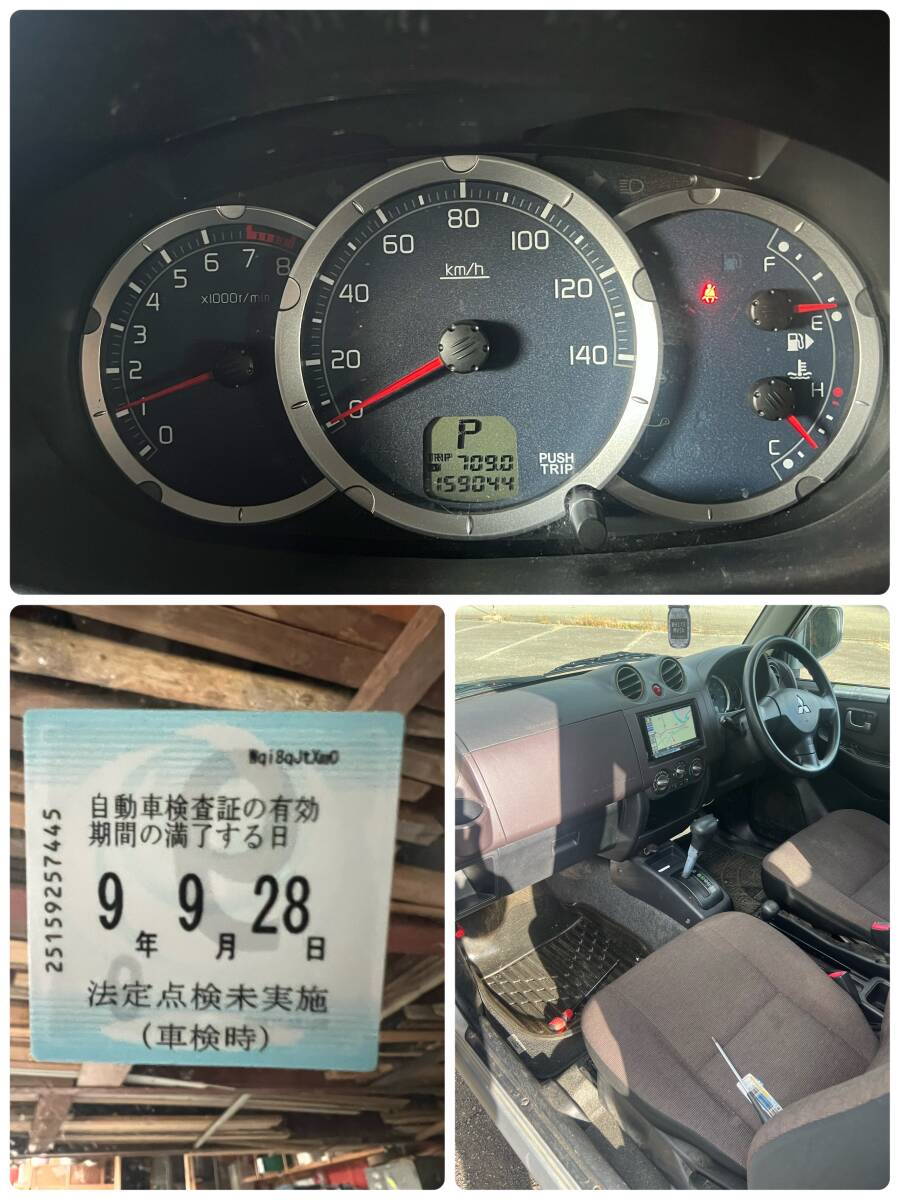 80
60
100
40
120
20
140
0
km/h
7
6
8
5
4
3
2
1
0
x1000r/min
F
E
H
C
P
TRIP
709.0
159044
PUSH
TRIP
Wqi8qJtXmO
自動車検査証の有効
期間の満了する日
9年9月28日
法定点検未実施
(車検時)
25159257445